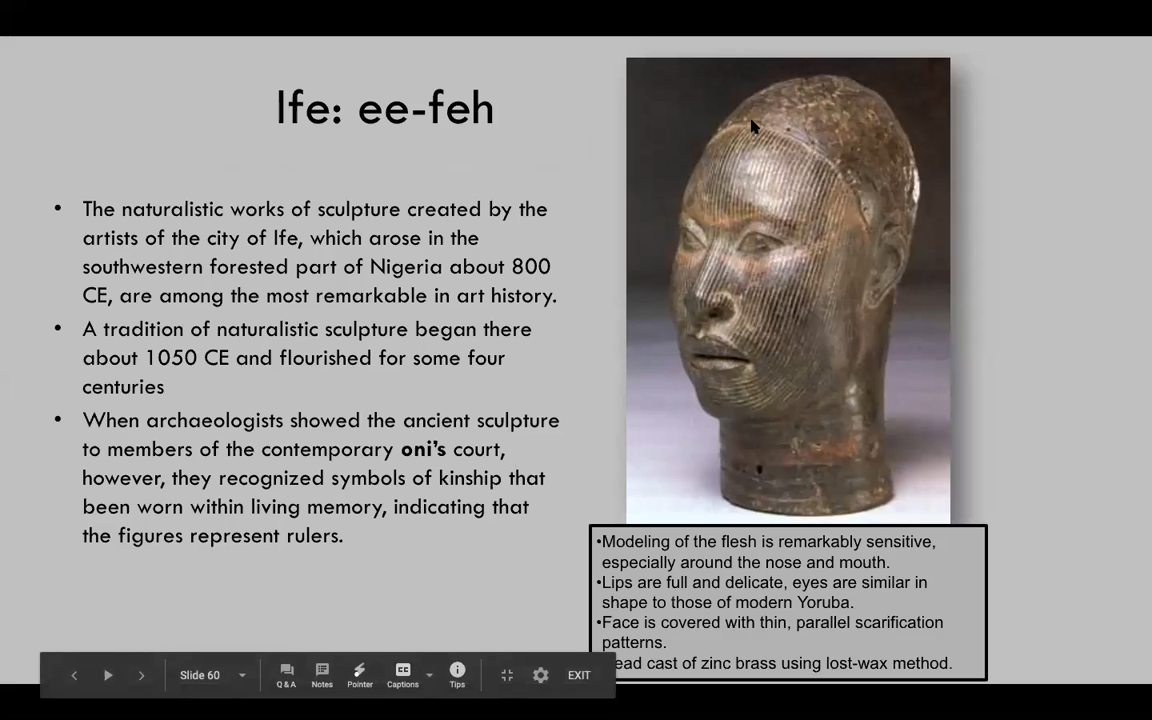 Ife: ee-feh
• The naturalistic works of sculpture created by the
artists of the city of Ife, which arose in the
southwestern forested part of Nigeria about 800
CE, are among the most remarkable in art history.
• A tradition of naturalistic sculpture began there
about 1050 CE and flourished for some four
centuries
• When archaeologists showed the ancient sculpture
to members of the contemporary oni's court,
however, they recognized symbols of kinship that
been worn within living memory, indicating that
the figures represent rulers.
•Modeling of the flesh is remarkably sensitive,
especially around the nose and mouth.
•Lips are full and delicate, eyes are similar in
shape to those of modern Yoruba.
•Face is covered with thin, parallel scarification
patterns.
cast of zinc brass using lost-wax method.
Slide 60
Q & A
Notes
Pointer
CC
Captions
Tips
EXIT